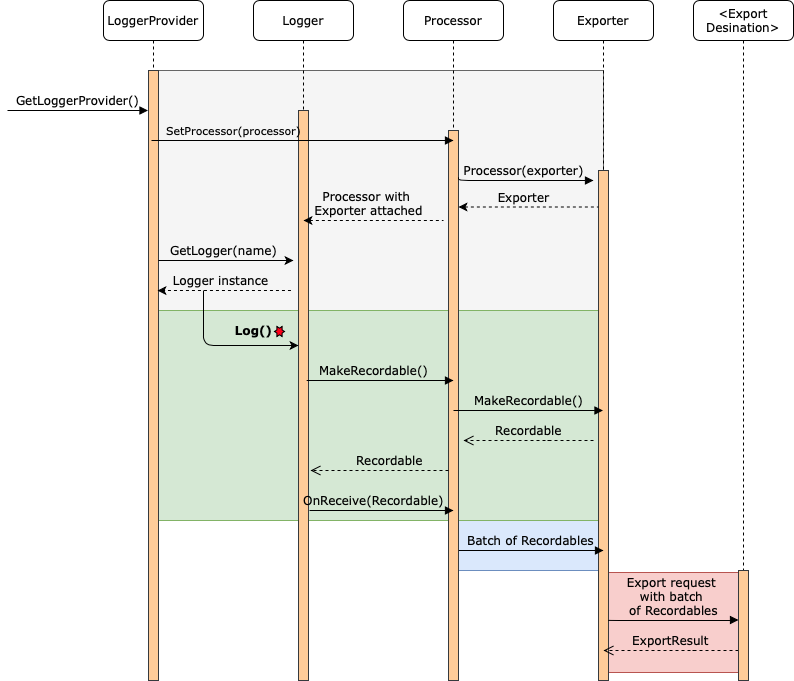 LoggerProvider
Logger
Processor
Exporter
<Export
Desination>
GetLoggerProvider()
SetProcessor(processor)
Processor(exporter)
Exporter
Processor with
Exporter attached
GetLogger(name)
Logger instance
Log()
MakeRecordable()
MakeRecordable()
Recordable
Recordable
OnReceive(Recordable)
Batch of Recordables
Export request
with batch
of Recordables
ExportResult